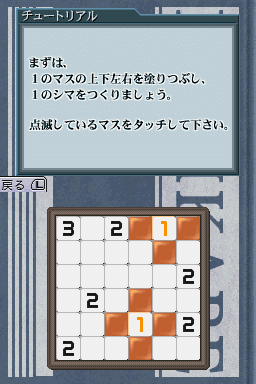 チュートリアル
まずは、
１のマスの上下左右を塗りつぶし、
１のシマをつくりましょう。
点滅しているマスをタッチして下さい。
戻る L
3 2 1
2
2
1 2
2